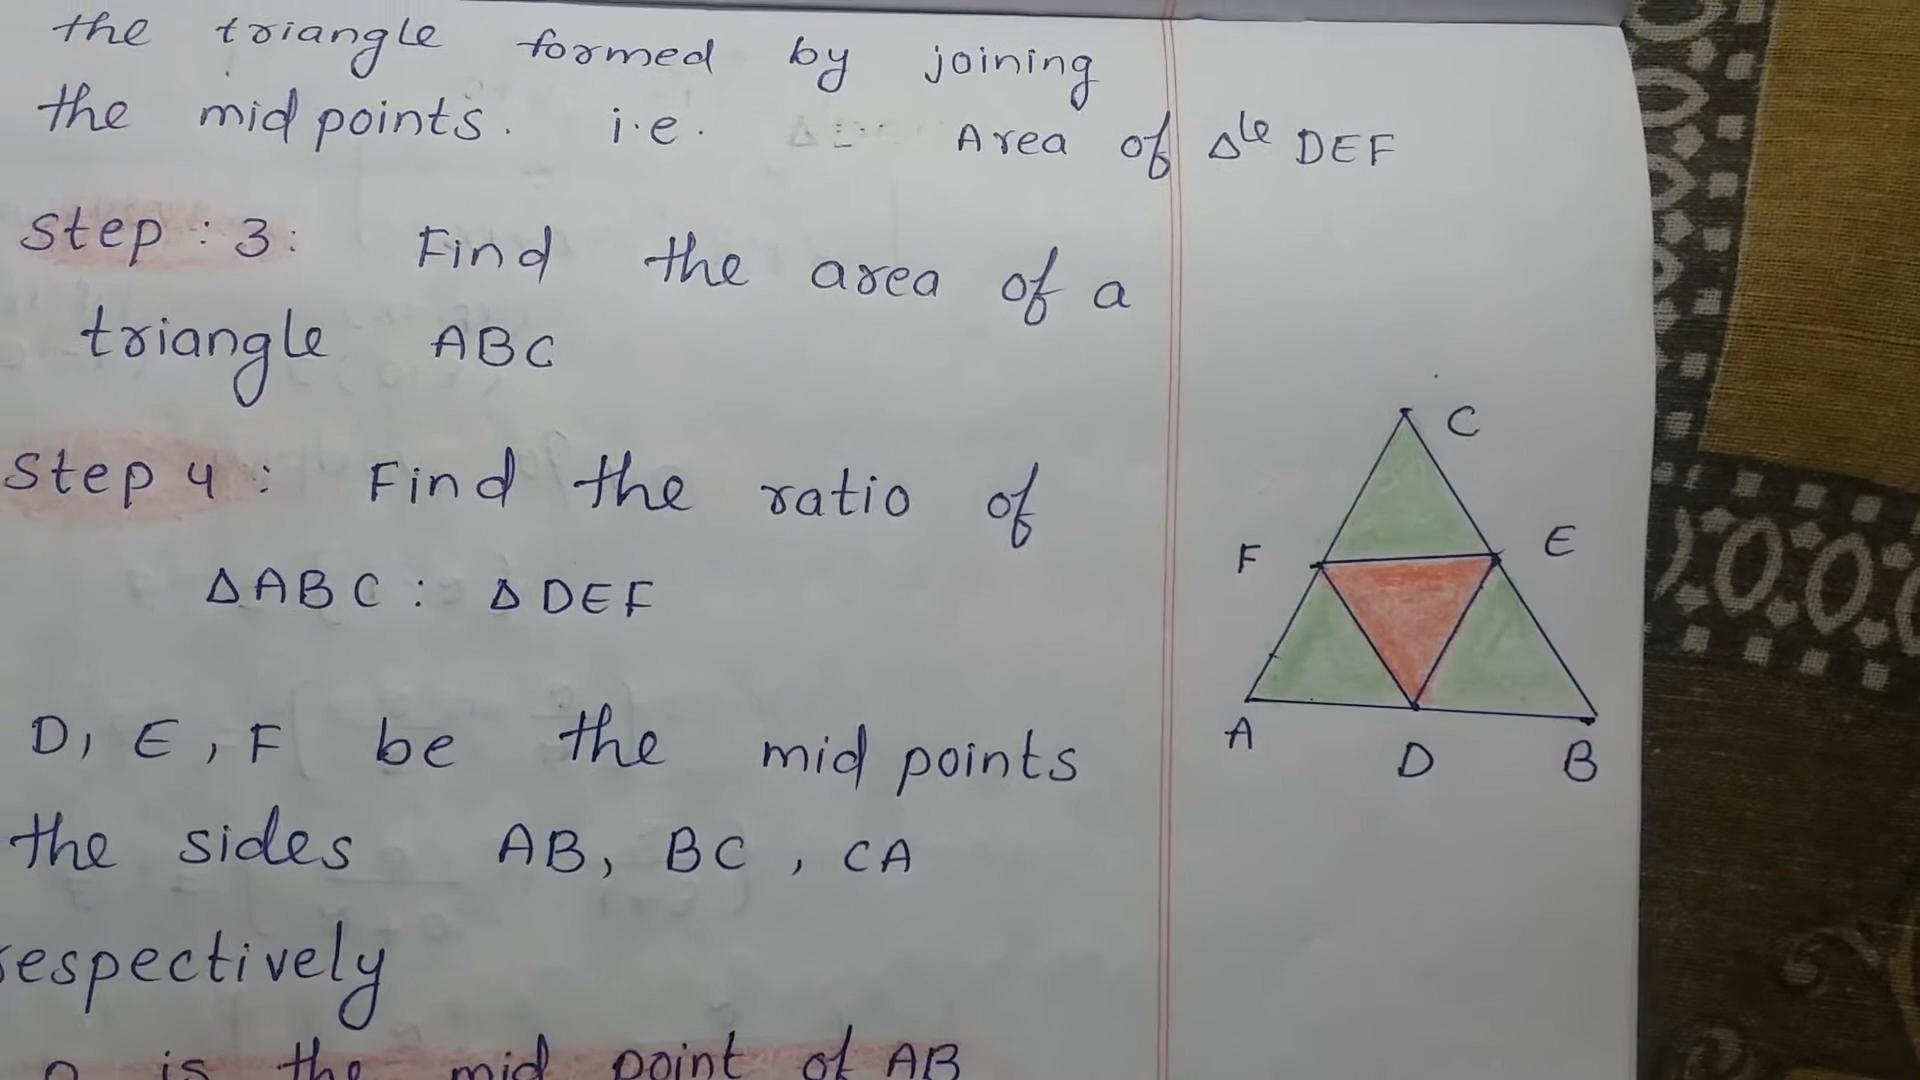 the triangle formed by joining
the mid points. i.e. Area of Δle DEF
Step : 3 : Find the area of a
triangle ABC
Step 4 : Find the ratio of
ΔABC : ΔDEF
D, E, F be the mid points
the sides AB, BC, CA
respectively
is the mid point of AB
C
F E
A D B